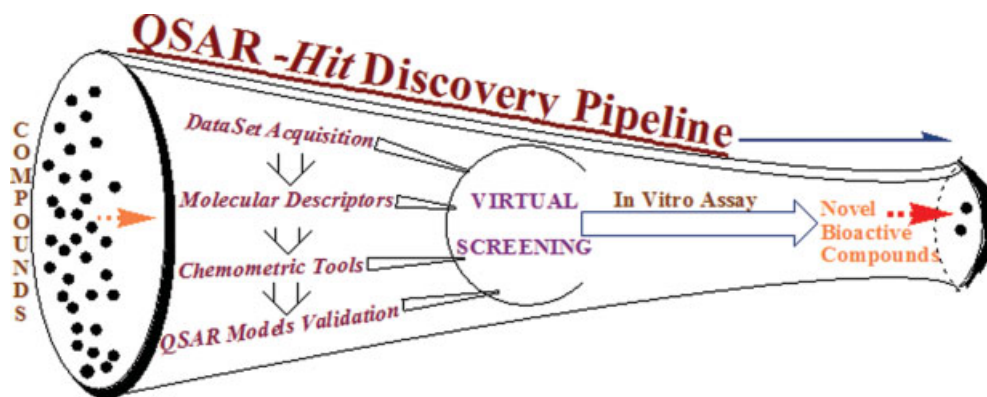 QSAR -Hit Discovery Pipeline
COMPOUNDS
DataSet Acquisition
Molecular Descriptors
Chemometric Tools
QSAR Models Validation
VIRTUAL
SCREENING
In Vitro Assay
Novel
Bioactive
Compounds